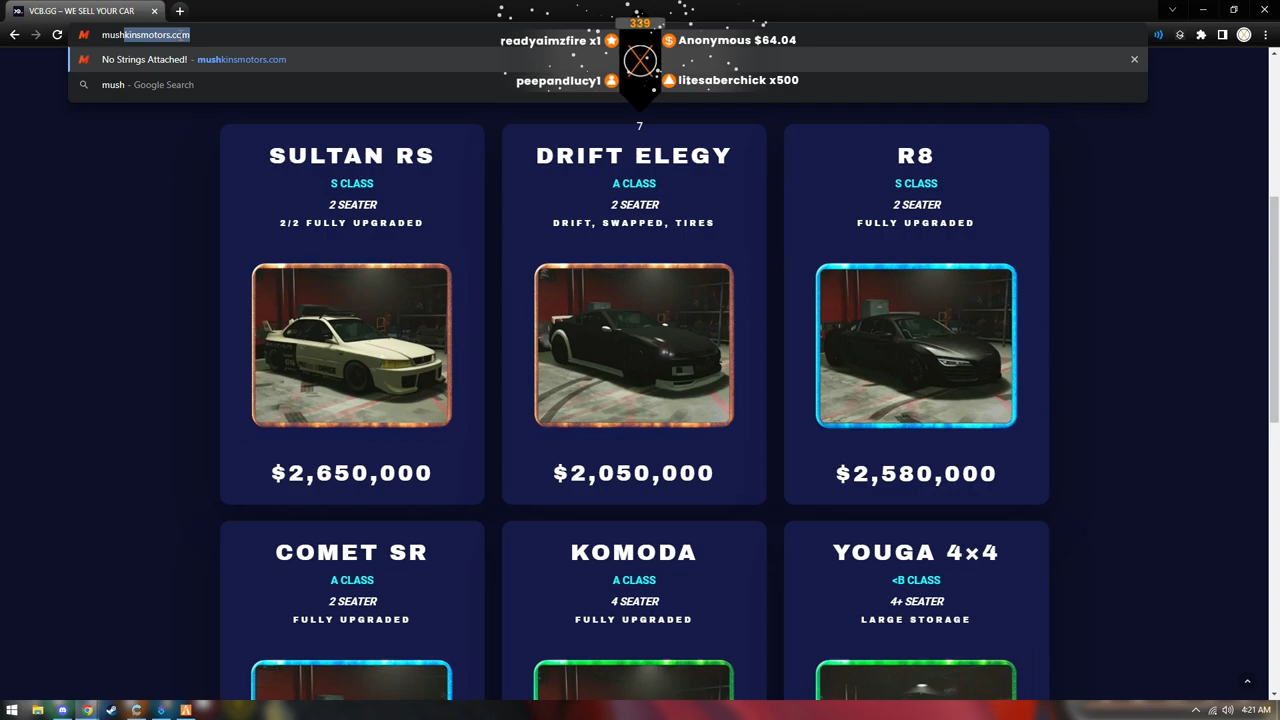 VCB.GG – WE SELL YOUR CAR
mushkinsmotors.com
No Strings Attached! - mushkinsmotors.com
mush - Google Search
339
readyaimzfire x1
Anonymous $64.04
peepandlucy1
litesaberchick x500
7
SULTAN RS
S CLASS
2 SEATER
2/2 FULLY UPGRADED
$2,650,000
DRIFT ELEGY
A CLASS
2 SEATER
DRIFT, SWAPPED, TIRES
$2,050,000
R8
S CLASS
2 SEATER
FULLY UPGRADED
$2,580,000
COMET SR
A CLASS
2 SEATER
FULLY UPGRADED
KOMODA
A CLASS
4 SEATER
FULLY UPGRADED
YOUGA 4×4
<B CLASS
4+ SEATER
LARGE STORAGE
4:21 AM